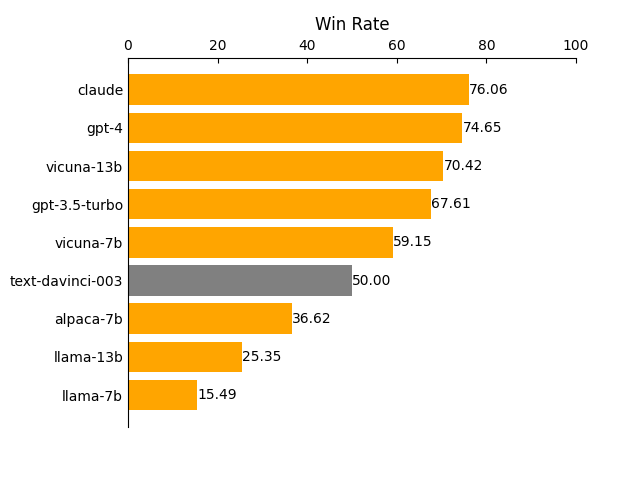 Win Rate
0 20 40 60 80 100
claude 76.06
gpt-4 74.65
vicuna-13b 70.42
gpt-3.5-turbo 67.61
vicuna-7b 59.15
text-davinci-003 50.00
alpaca-7b 36.62
llama-13b 25.35
llama-7b 15.49